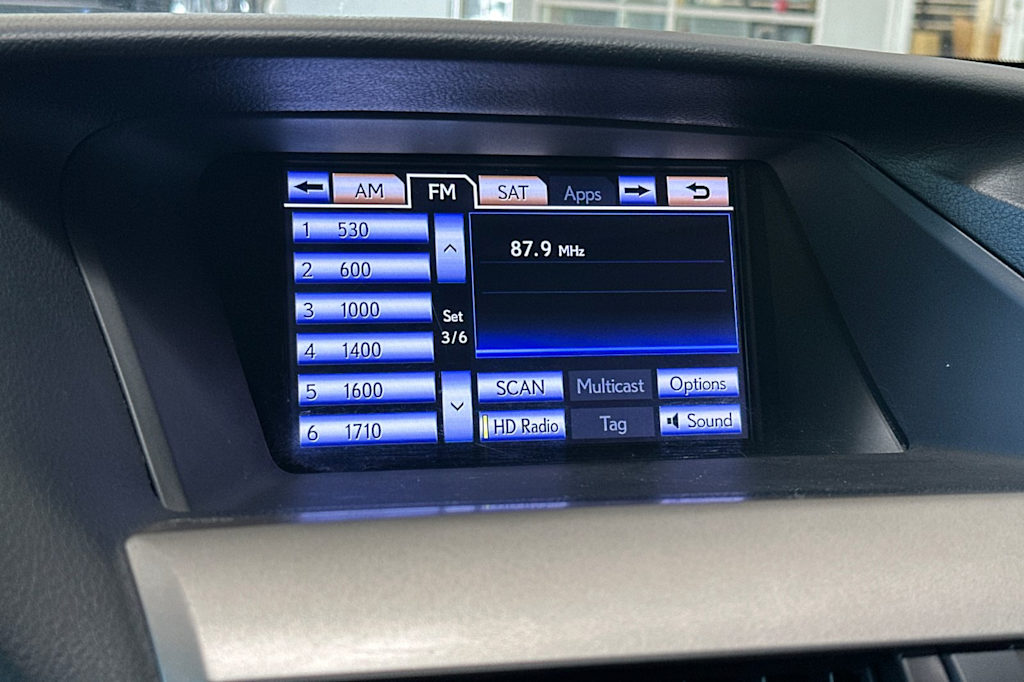 AM FM SAT Apps
1 530
87.9 MHz
2 600
3 1000
Set
3/6
4 1400
5 1600
SCAN Multicast Options
6 1710
HD Radio Tag Sound